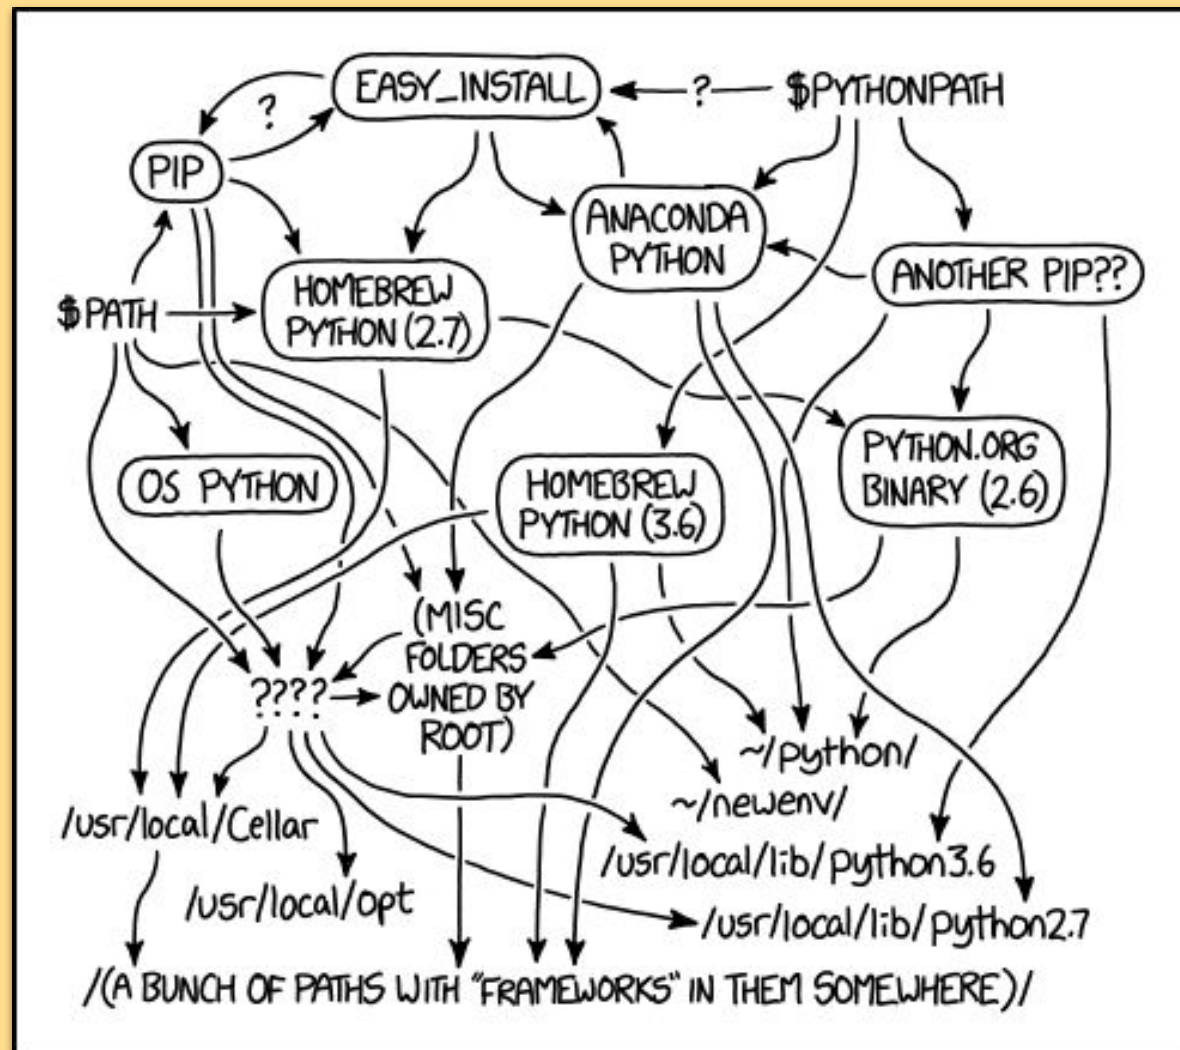 EASY_INSTALL
?
$PYTHONPATH
?
PIP
ANACONDA
PYTHON
ANOTHER PIP??
HOMEBREW
PYTHON (2.7)
$PATH
PYTHON.ORG
BINARY (2.6)
OS PYTHON
HOMEBREW
PYTHON (3.6)
(MISC
FOLDERS
OWNED BY
ROOT)
????
~/python/
~/newenv/
/usr/local/Cellar
/usr/local/lib/python3.6
/usr/local/opt
/usr/local/lib/python2.7
/(A BUNCH OF PATHS WITH "FRAMEWORKS" IN THEM SOMEWHERE)/